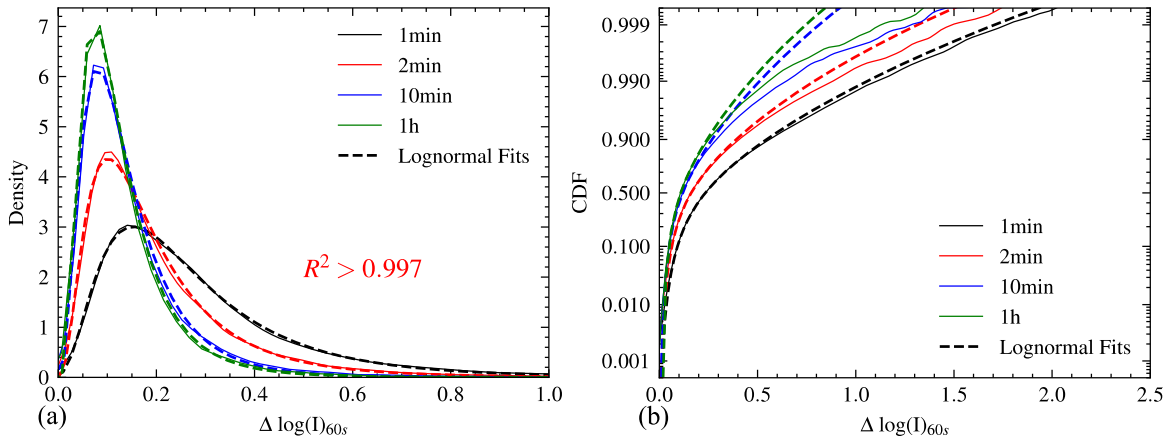 7
6
5
4
3
2
1
0
Density
0.0
0.2
0.4
0.6
0.8
1.0
Δ log(I)60s
(a)
1min
2min
10min
1h
Lognormal Fits
R² > 0.997
0.999
0.990
0.900
0.500
0.100
0.010
0.001
CDF
0.0
0.5
1.0
1.5
2.0
2.5
Δ log(I)60s
(b)
1min
2min
10min
1h
Lognormal Fits